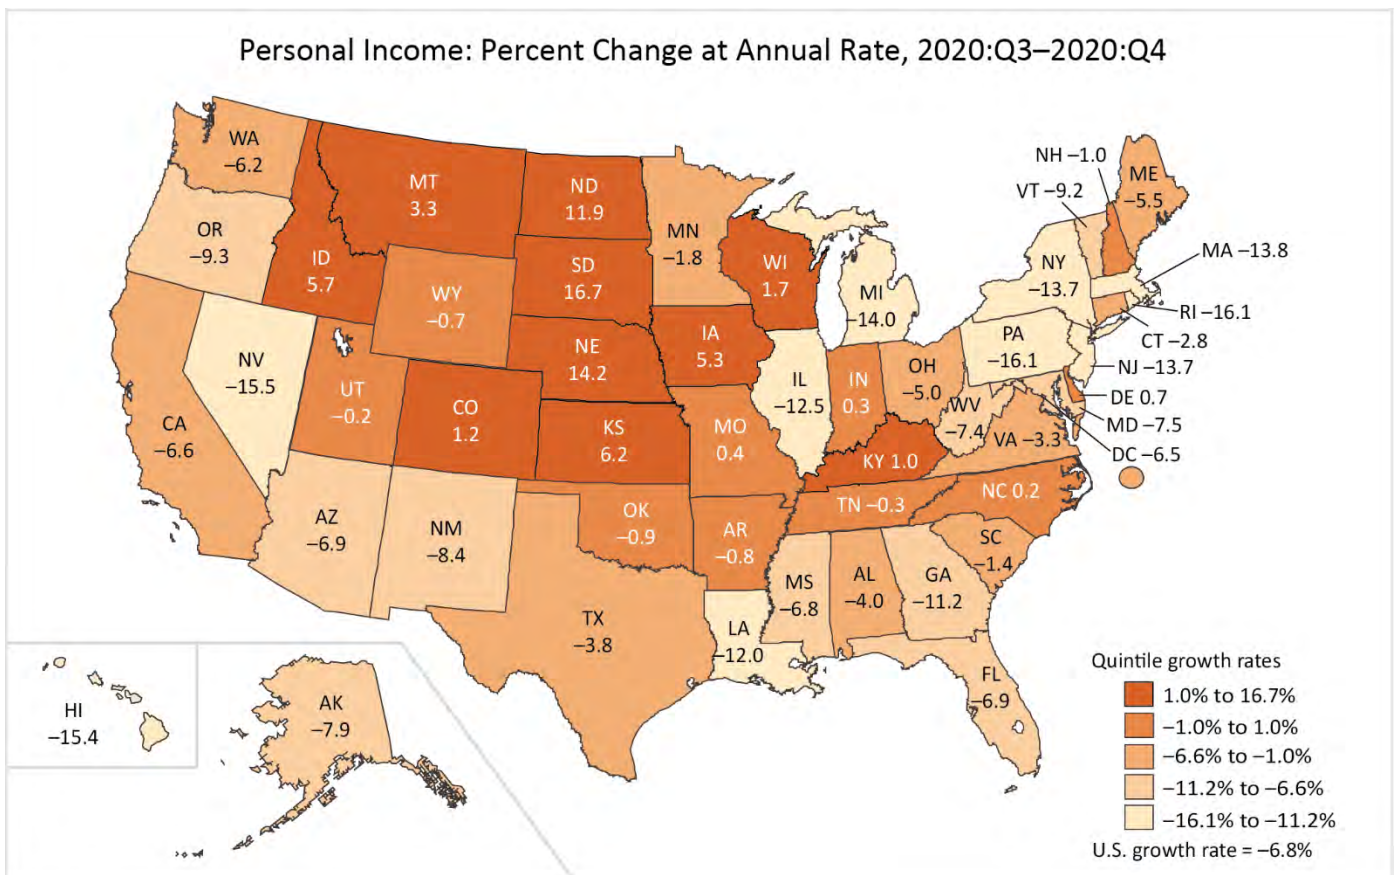 Personal Income: Percent Change at Annual Rate, 2020:Q3–2020:Q4
WA
–6.2
OR
–9.3
CA
–6.6
NV
–15.5
ID
5.7
MT
3.3
WY
–0.7
UT
–0.2
AZ
–6.9
CO
1.2
NM
–8.4
ND
11.9
SD
16.7
NE
14.2
KS
6.2
OK
–0.9
TX
–3.8
MN
–1.8
IA
5.3
MO
0.4
AR
–0.8
LA
–12.0
WI
1.7
IL
–12.5
MI
–14.0
IN
0.3
OH
–5.0
KY 1.0
TN –0.3
MS
–6.8
AL
–4.0
GA
–11.2
FL
–6.9
SC
–1.4
NC 0.2
VA –3.3
WV
–7.4
PA
–16.1
NY
–13.7
VT –9.2
NH –1.0
ME
–5.5
MA –13.8
RI –16.1
CT –2.8
NJ –13.7
DE 0.7
MD –7.5
DC –6.5
HI
–15.4
AK
–7.9
Quintile growth rates
1.0% to 16.7%
–1.0% to 1.0%
–6.6% to –1.0%
–11.2% to –6.6%
–16.1% to –11.2%
U.S. growth rate = –6.8%